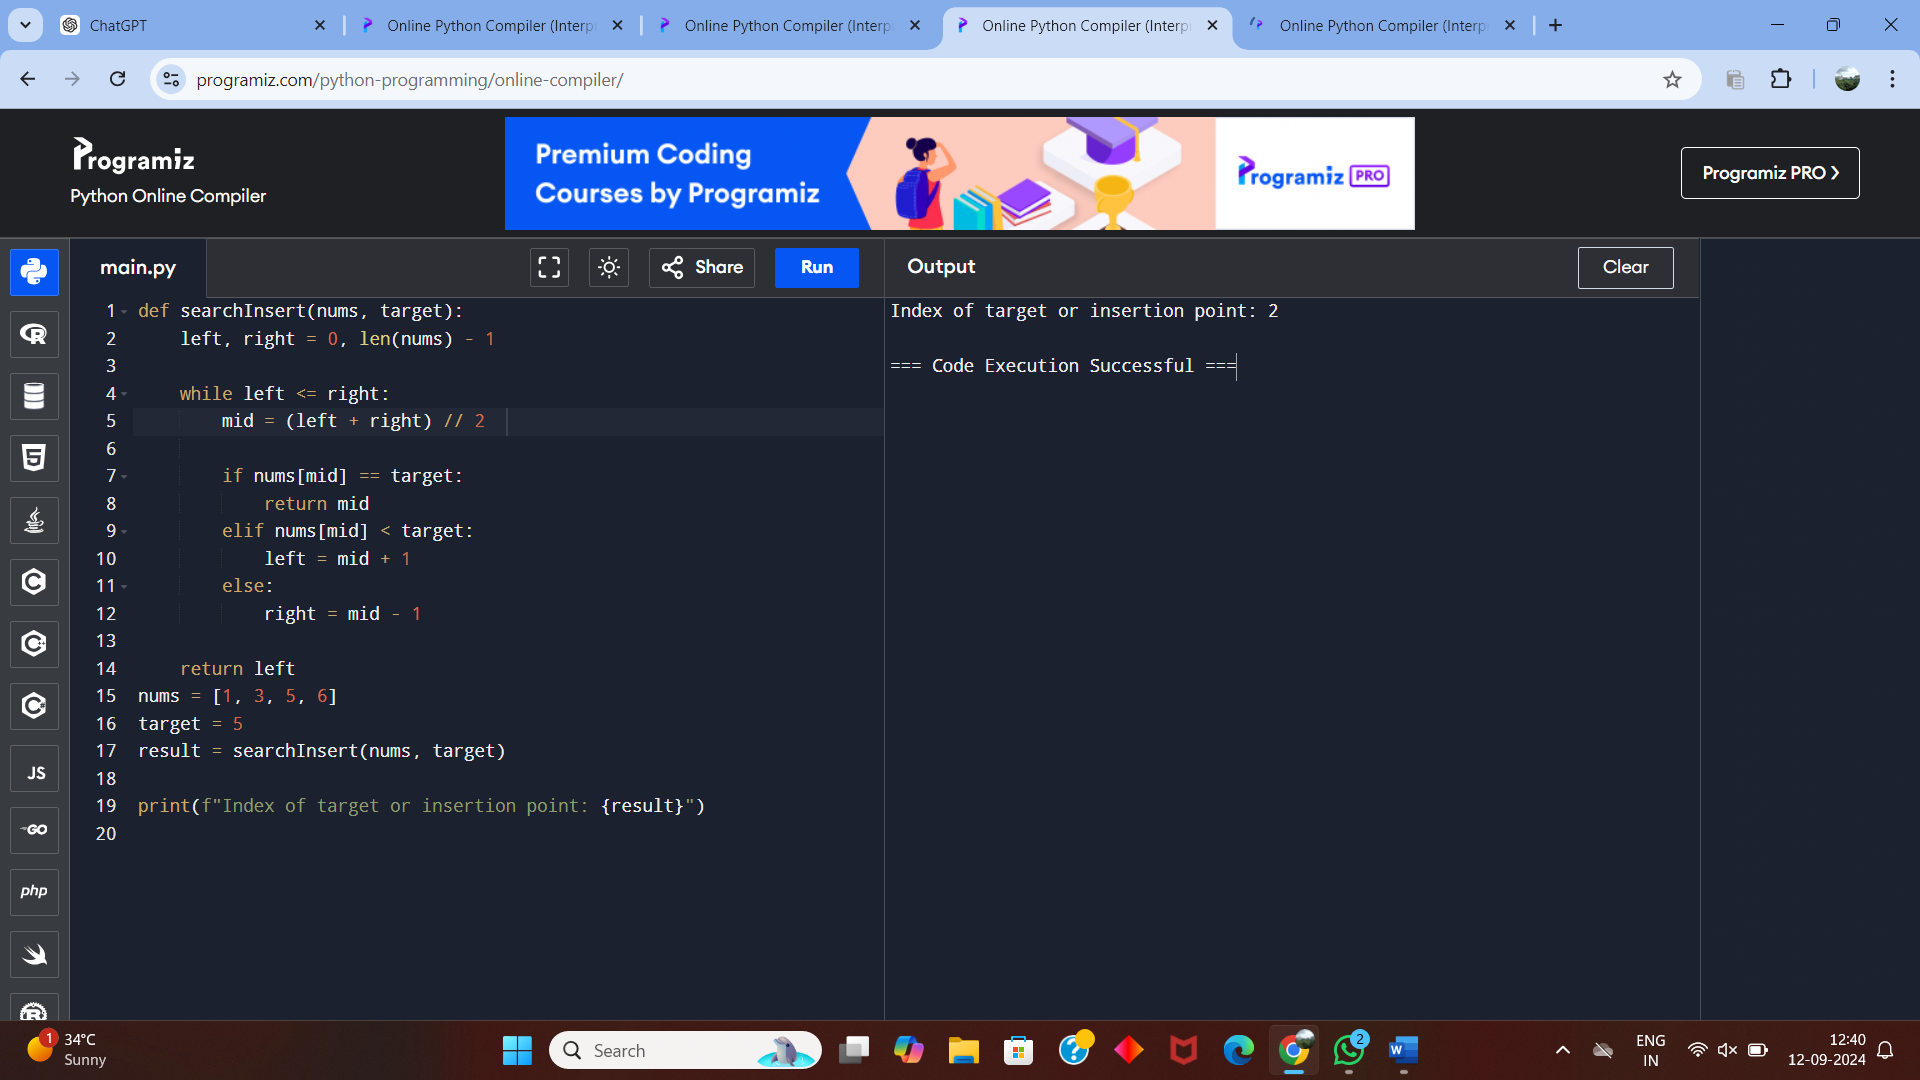 ChatGPT
Online Python Compiler (Interp
Online Python Compiler (Interp
Online Python Compiler (Interp
Online Python Compiler (Interp
programiz.com/python-programming/online-compiler/
Programiz
Python Online Compiler
Premium Coding
Courses by Programiz
Programiz PRO
Programiz PRO
main.py
Share
Run
Output
Clear
1 def searchInsert(nums, target):
2     left, right = 0, len(nums) - 1
3
4     while left <= right:
5         mid = (left + right) // 2
6
7         if nums[mid] == target:
8             return mid
9         elif nums[mid] < target:
10             left = mid + 1
11         else:
12             right = mid - 1
13
14     return left
15 nums = [1, 3, 5, 6]
16 target = 5
17 result = searchInsert(nums, target)
18
19 print(f"Index of target or insertion point: {result}")
20
Index of target or insertion point: 2
=== Code Execution Successful ===
R
5
C
C
C
JS
GO
php
R
1
34°C
Sunny
Search
W
2
ENG
IN
12:40
12-09-2024